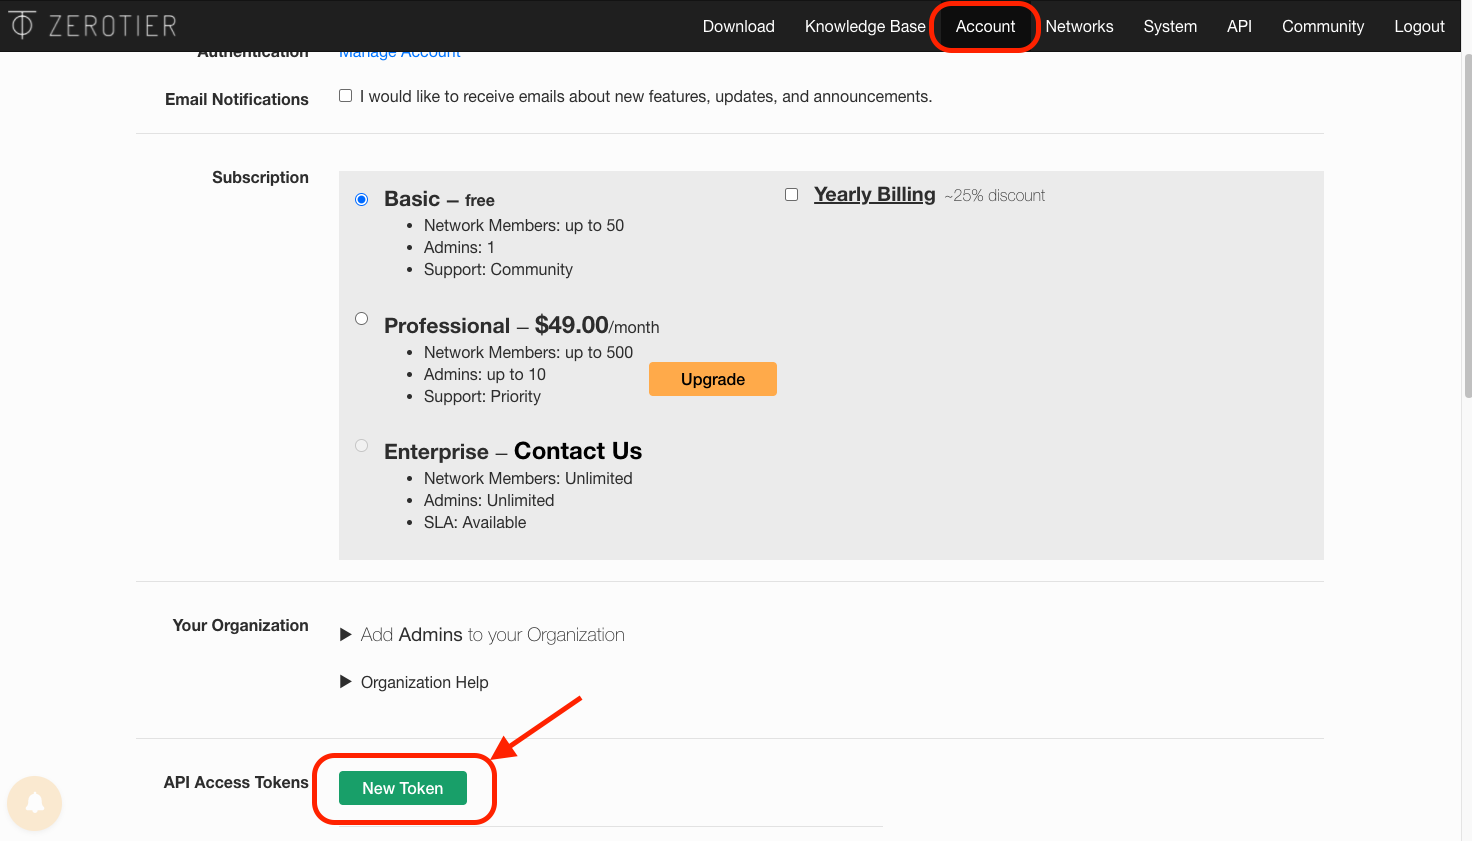 ZEROTIER
Download Knowledge Base Account Networks System API Community Logout
Authentication Manage Account
Email Notifications I would like to receive emails about new features, updates, and announcements.
Subscription
Basic – free
Yearly Billing ~25% discount
• Network Members: up to 50
• Admins: 1
• Support: Community
Professional – $49.00/month
• Network Members: up to 500
• Admins: up to 10
• Support: Priority
Upgrade
Enterprise – Contact Us
• Network Members: Unlimited
• Admins: Unlimited
• SLA: Available
Your Organization
Add Admins to your Organization
Organization Help
API Access Tokens
New Token